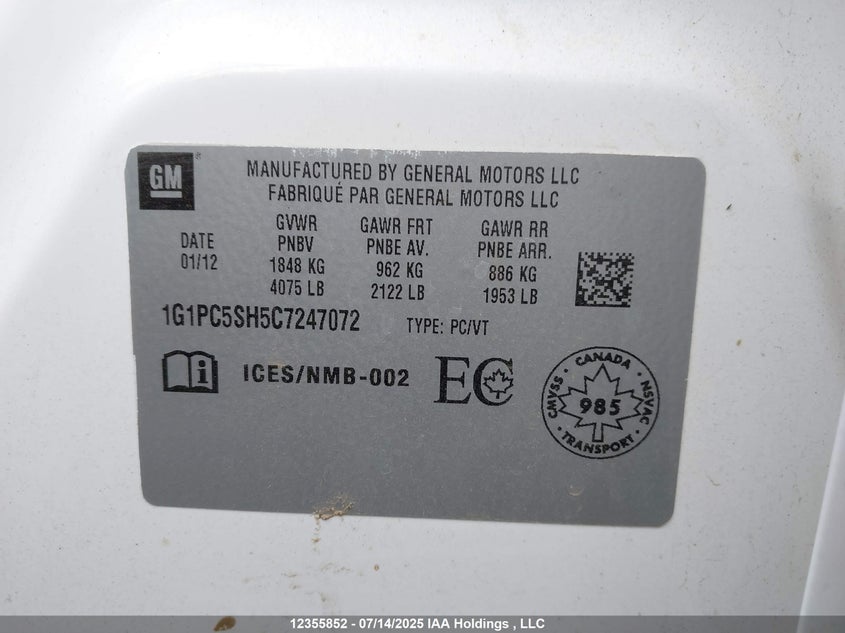 GM
MANUFACTURED BY GENERAL MOTORS LLC
FABRIQUÉ PAR GENERAL MOTORS LLC
DATE
01/12
GVWR
PNBV
1848 KG
4075 LB
GAWR FRT
PNBE AV.
962 KG
2122 LB
GAWR RR
PNBE ARR.
886 KG
1953 LB
1G1PC5SH5C7247072 TYPE: PC/VT
i ICES/NMB-002 EC
CANADA
CMVSS 985 NSVAC
TRANSPORT
12355852 - 07/14/2025 IAA Holdings , LLC